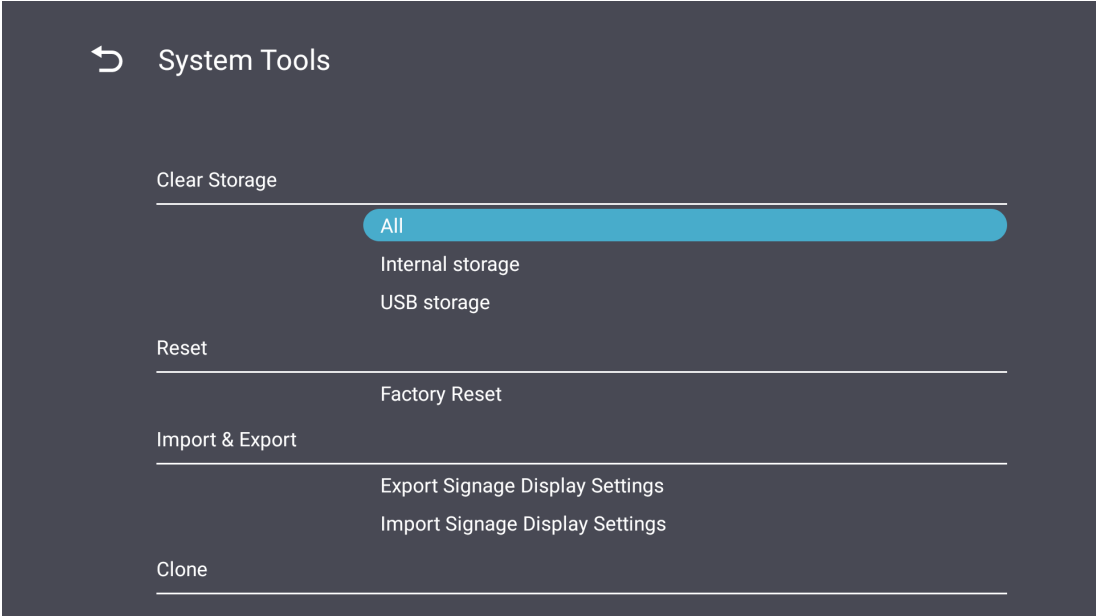 System Tools
Clear Storage
All
Internal storage
USB storage
Reset
Factory Reset
Import & Export
Export Signage Display Settings
Import Signage Display Settings
Clone